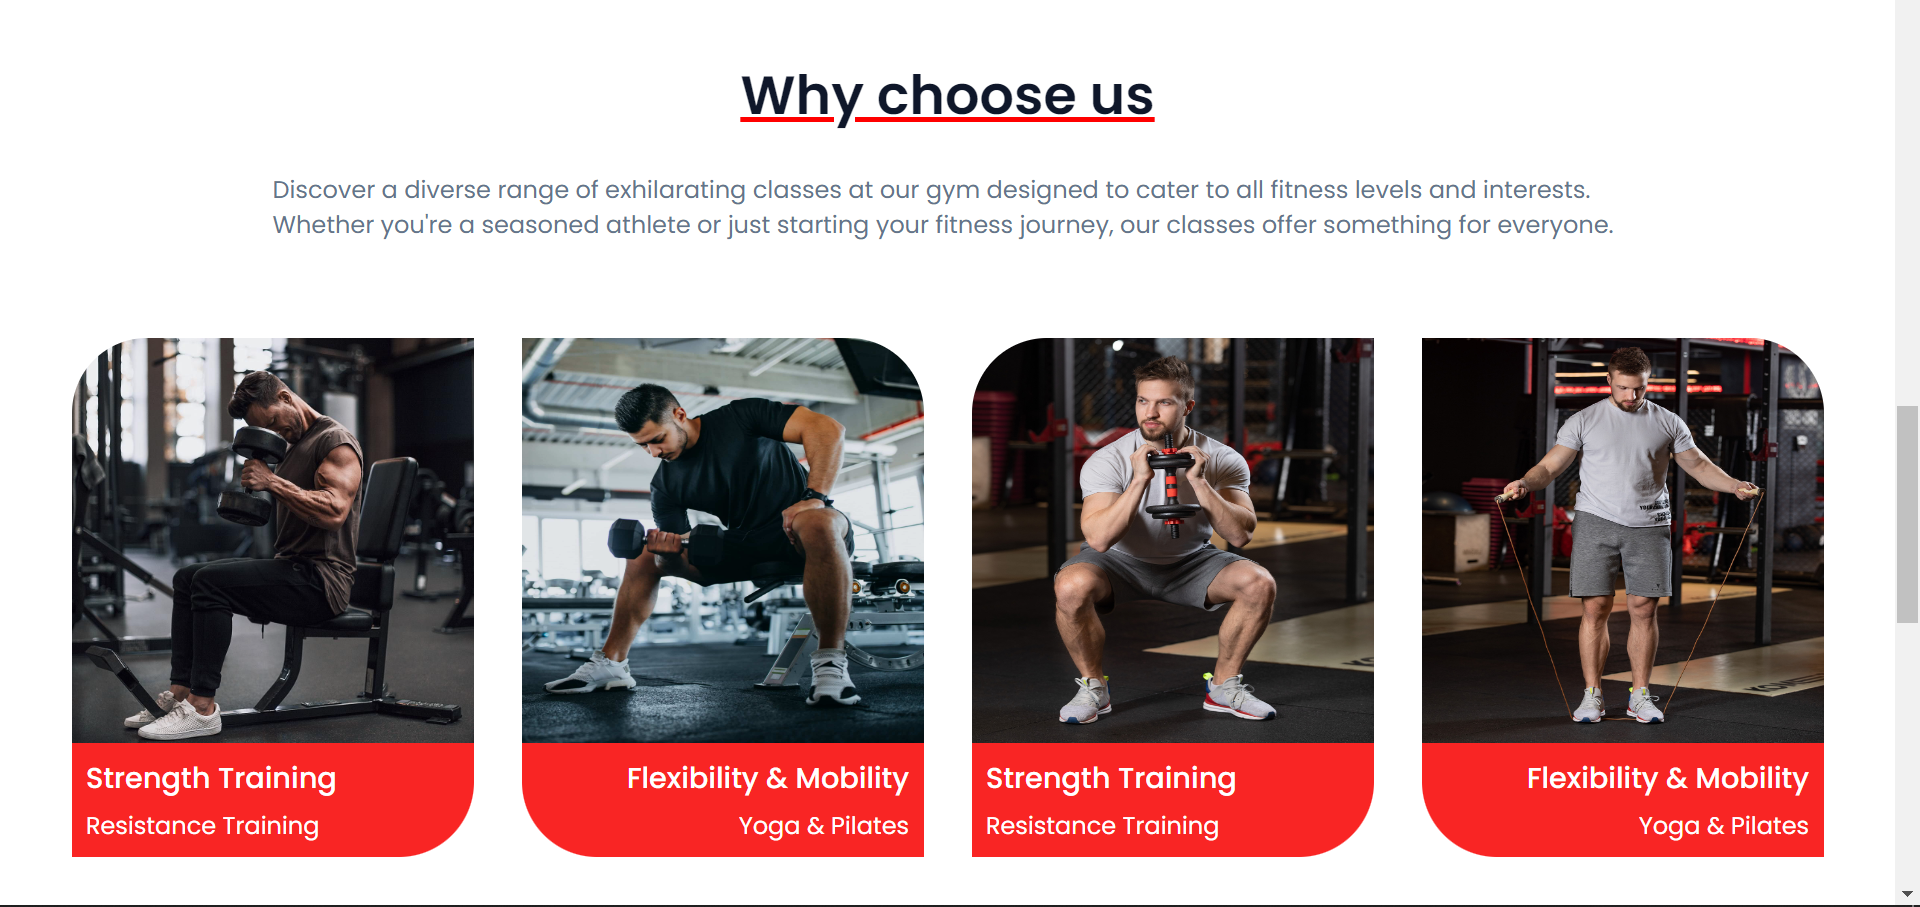 Why choose us
Discover a diverse range of exhilarating classes at our gym designed to cater to all fitness levels and interests.
Whether you're a seasoned athlete or just starting your fitness journey, our classes offer something for everyone.
Strength Training
Resistance Training
Flexibility & Mobility
Yoga & Pilates
Strength Training
Resistance Training
Flexibility & Mobility
Yoga & Pilates